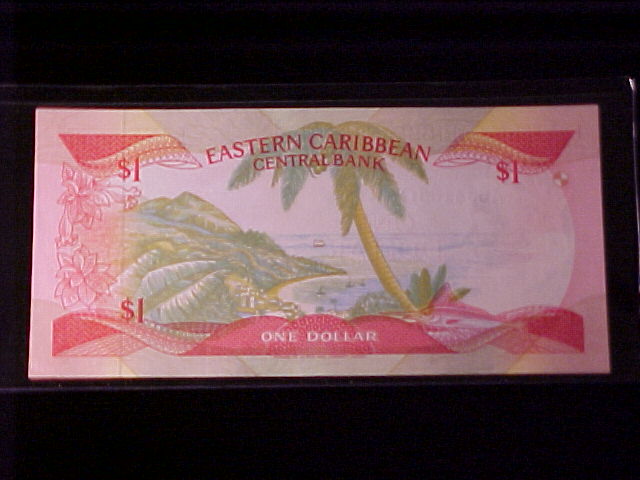 EASTERN CARIBBEAN
CENTRAL BANK
$1
$1
$1
ONE DOLLAR